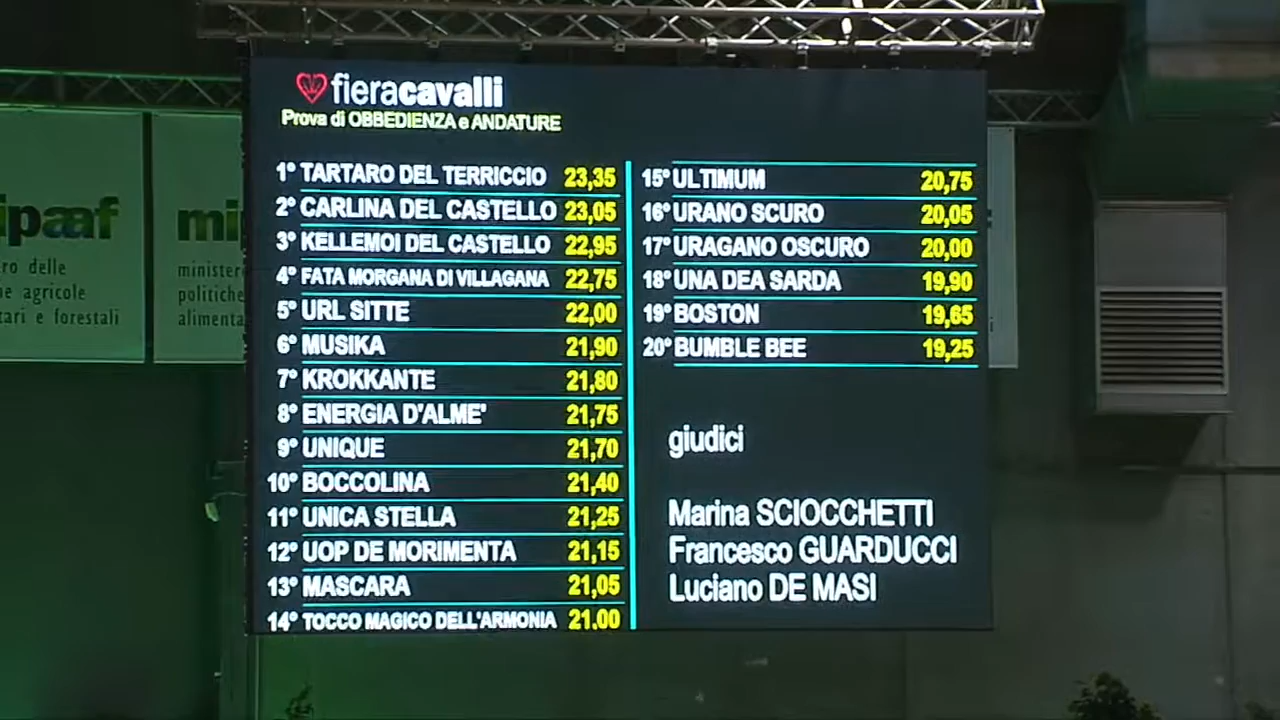 fieracavalli
Prova di OBBEDIENZA e ANDATURE
1° TARTARO DEL TERRICCIO 23,35
2° CARLINA DEL CASTELLO 23,05
3° KELLEMOI DEL CASTELLO 22,95
4° FATA MORGANA DI VILLAGANA 22,75
5° URL SITTE 22,00
6° MUSIKA 21,90
7° KROKKANTE 21,80
8° ENERGIA D'ALME' 21,75
9° UNIQUE 21,70
10° BOCCOLINA 21,40
11° UNICA STELLA 21,25
12° UOP DE MORIMENTA 21,15
13° MASCARA 21,05
14° TOCCO MAGICO DELL'ARMONIA 21,00
15° ULTIMUM 20,75
16° URANO SCURO 20,05
17° URAGANO OSCURO 20,00
18° UNA DEA SARDA 19,90
19° BOSTON 19,65
20° BUMBLE BEE 19,25
giudici
Marina SCIOCCHETTI
Francesco GUARDUCCI
Luciano DE MASI
ipaaf
ro delle
e agricole
tari e forestali
mi
ministero
politiche
alimenta